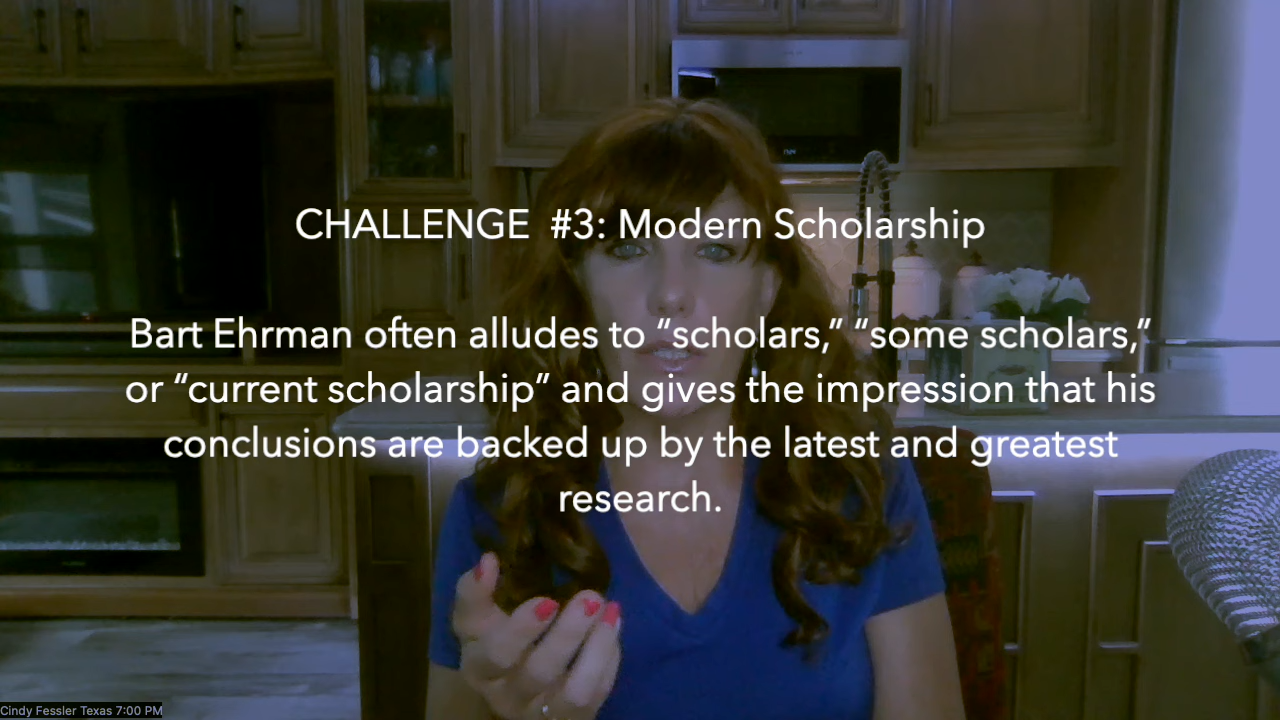 CHALLENGE  #3: Modern Scholarship
Bart Ehrman often alludes to “scholars,” “some scholars,”
or “current scholarship” and gives the impression that his
conclusions are backed up by the latest and greatest
research.
Cindy Fessler Texas 7:00 PM